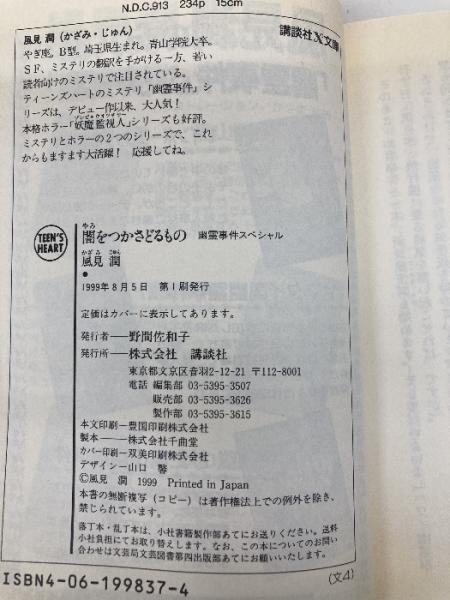 N.D.C.913 234p 15cm
講談社X文庫
風見 潤（かざみ・じゅん）
やぎ座。B型。埼玉県生まれ。青山学院大卒。
SF、ミステリの翻訳を手がける一方、若い
読者向けのミステリで注目されている。
ティーンズハートのミステリ「幽霊事件」シ
リーズは、デビュー作以来、大人気！
本格ホラー「妖魔監視人」シリーズも好評。
ミステリとホラーの2つのシリーズで、これ
からもますます大活躍！ 応援してね。
TEEN'S HEART
やみ
闇をつかさどるもの 幽霊事件スペシャル
かざみ じゅん
風見 潤
●
1999年8月5日 第1刷発行
定価はカバーに表示してあります。
発行者──野間佐和子
発行所──株式会社 講談社
東京都文京区音羽2-12-21 〒112-8001
電話 編集部 03-5395-3507
販売部 03-5395-3626
製作部 03-5395-3615
本文印刷─豊国印刷株式会社
製本──株式会社千曲堂
カバー印刷─双美印刷株式会社
デザイン─山口 馨
©風見 潤 1999 Printed in Japan
本書の無断複写（コピー）は著作権法上での例外を除き、
禁じられています。
落丁本・乱丁本は、小社書籍製作部あてにお送りください。送料
小社負担にてお取り替えします。なお、この本についてのお問い
合わせは文芸局文芸図書第四出版部あてにお願いいたします。
ISBN4-06-199837-4
（文4）